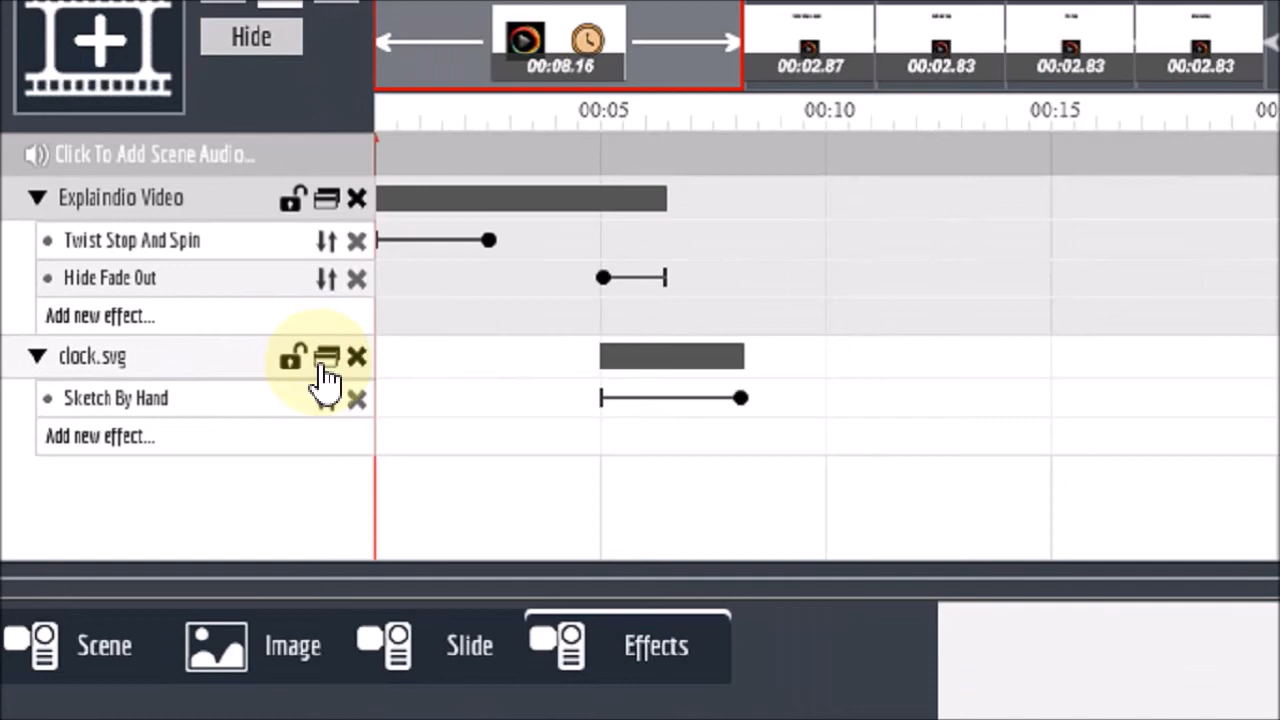 Hide
00:08.16
00:02.87
00:02.83
00:02.83
00:02.83
00:05
00:10
00:15
00
Click To Add Scene Audio...
Explaindio Video
Twist Stop And Spin
Hide Fade Out
Add new effect...
clock.svg
Sketch By Hand
Add new effect...
Scene
Image
Slide
Effects